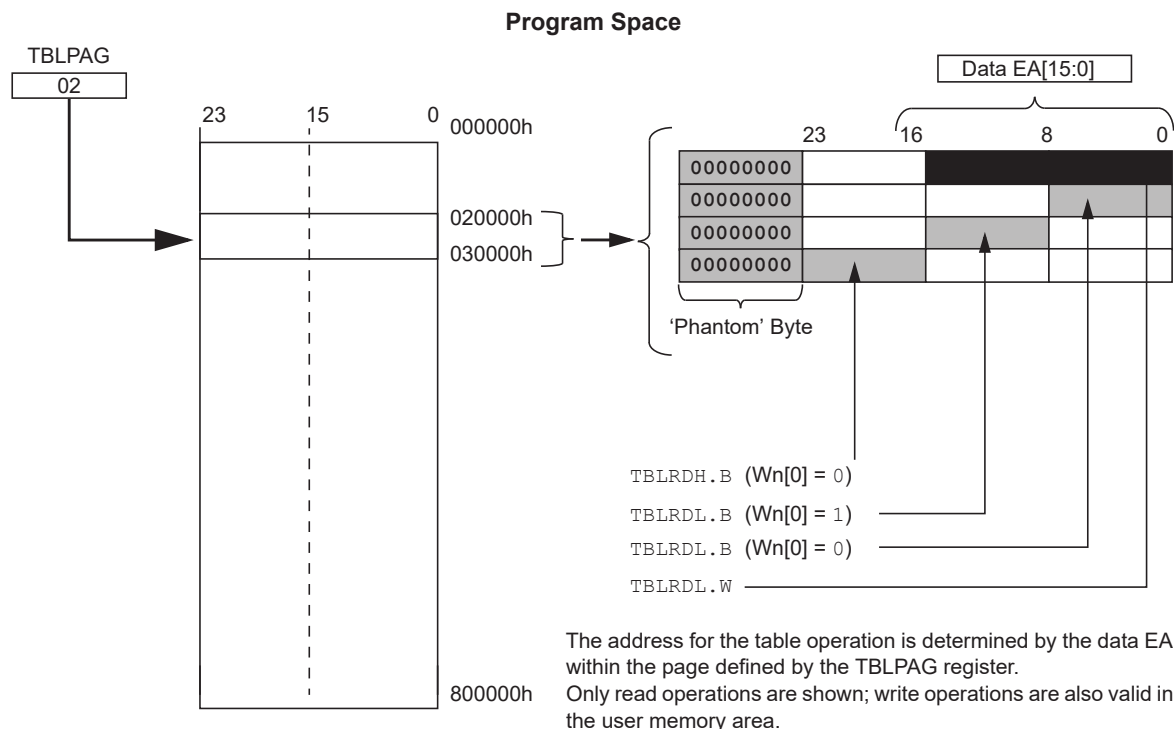 Program Space
TBLPAG
02
23 15 0
000000h
020000h
030000h
800000h
Data EA[15:0]
23 16 8 0
00000000
00000000
00000000
00000000
‘Phantom’ Byte
TBLRDH.B (Wn[0] = 0)
TBLRDL.B (Wn[0] = 1)
TBLRDL.B (Wn[0] = 0)
TBLRDL.W
The address for the table operation is determined by the data EA
within the page defined by the TBLPAG register.
Only read operations are shown; write operations are also valid in
the user memory area.